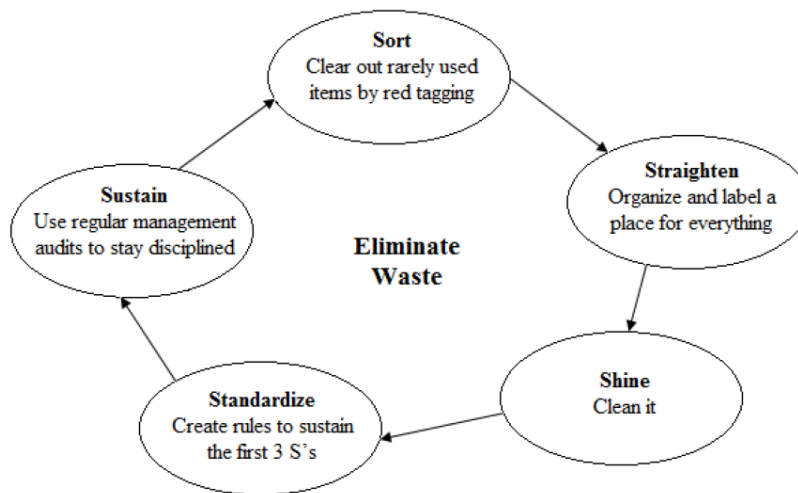 Sort
Clear out rarely used
items by red tagging
Straighten
Organize and label a
place for everything
Shine
Clean it
Standardize
Create rules to sustain
the first 3 S's
Sustain
Use regular management
audits to stay disciplined
Eliminate
Waste